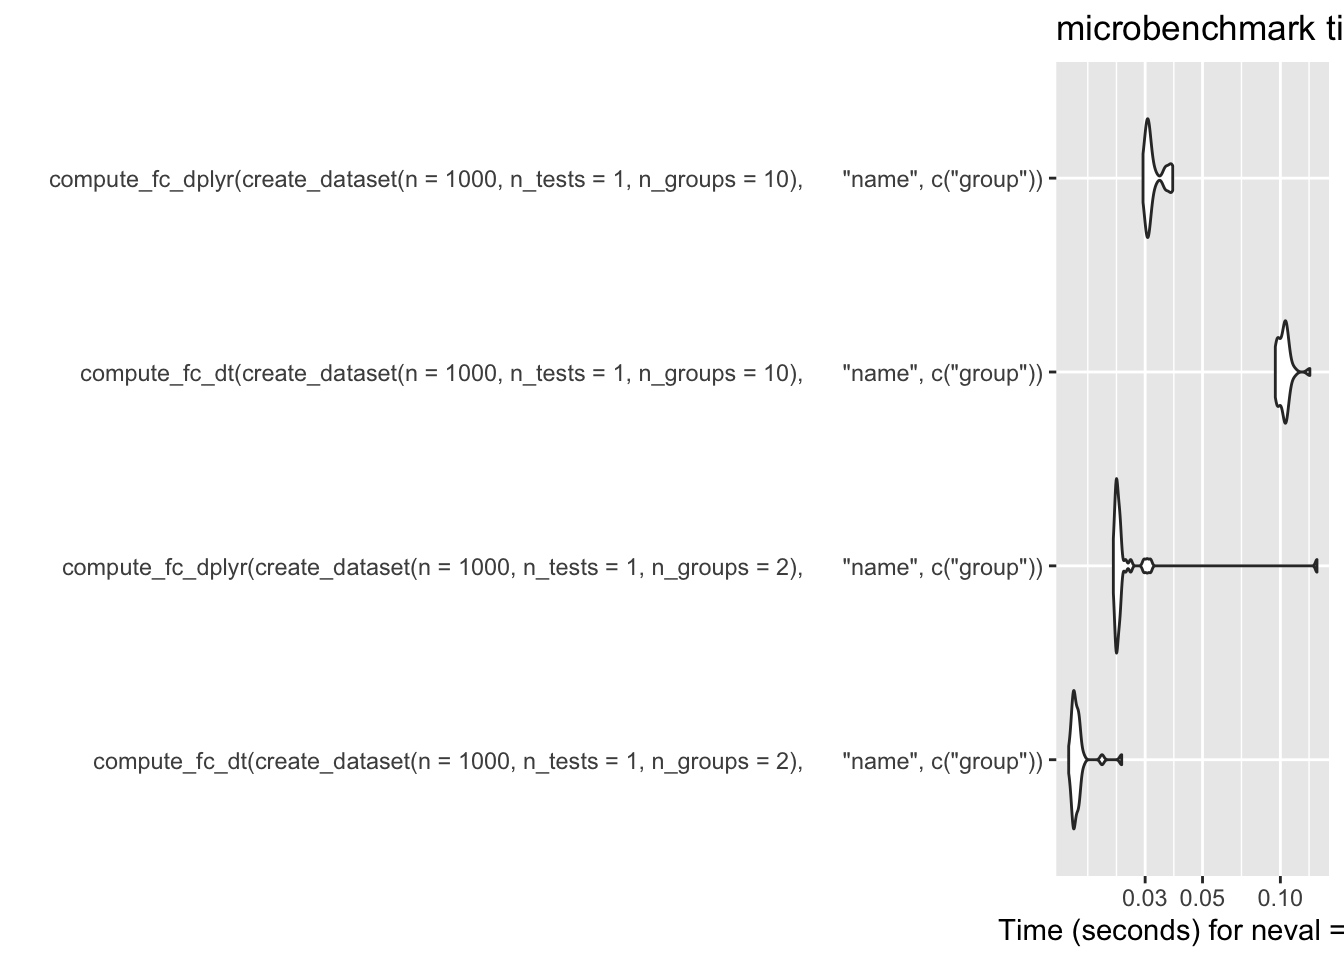 microbenchmark ti
compute_fc_dplyr(create_dataset(n = 1000, n_tests = 1, n_groups = 10), "name", c("group"))
compute_fc_dt(create_dataset(n = 1000, n_tests = 1, n_groups = 10), "name", c("group"))
compute_fc_dplyr(create_dataset(n = 1000, n_tests = 1, n_groups = 2), "name", c("group"))
compute_fc_dt(create_dataset(n = 1000, n_tests = 1, n_groups = 2), "name", c("group"))
0.03 0.05 0.10
Time (seconds) for neval =